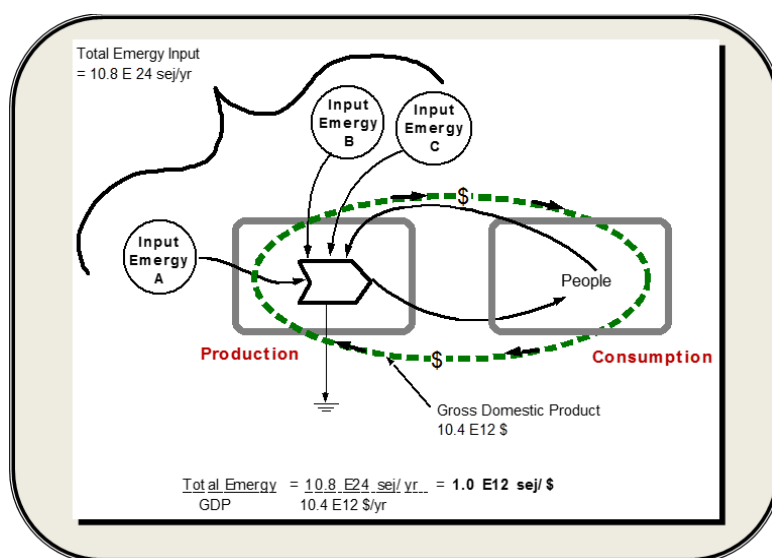 Total Emergy Input
= 10.8 E 24 sej/yr
Input
Emergy
B
Input
Emergy
C
$
Input
Emergy
A
People
Production
$
Consumption
Gross Domestic Product
10.4 E12 $
Total Emergy = 10.8 E24 sej/ yr = 1.0 E12 sej/ $
GDP 10.4 E12 $/yr